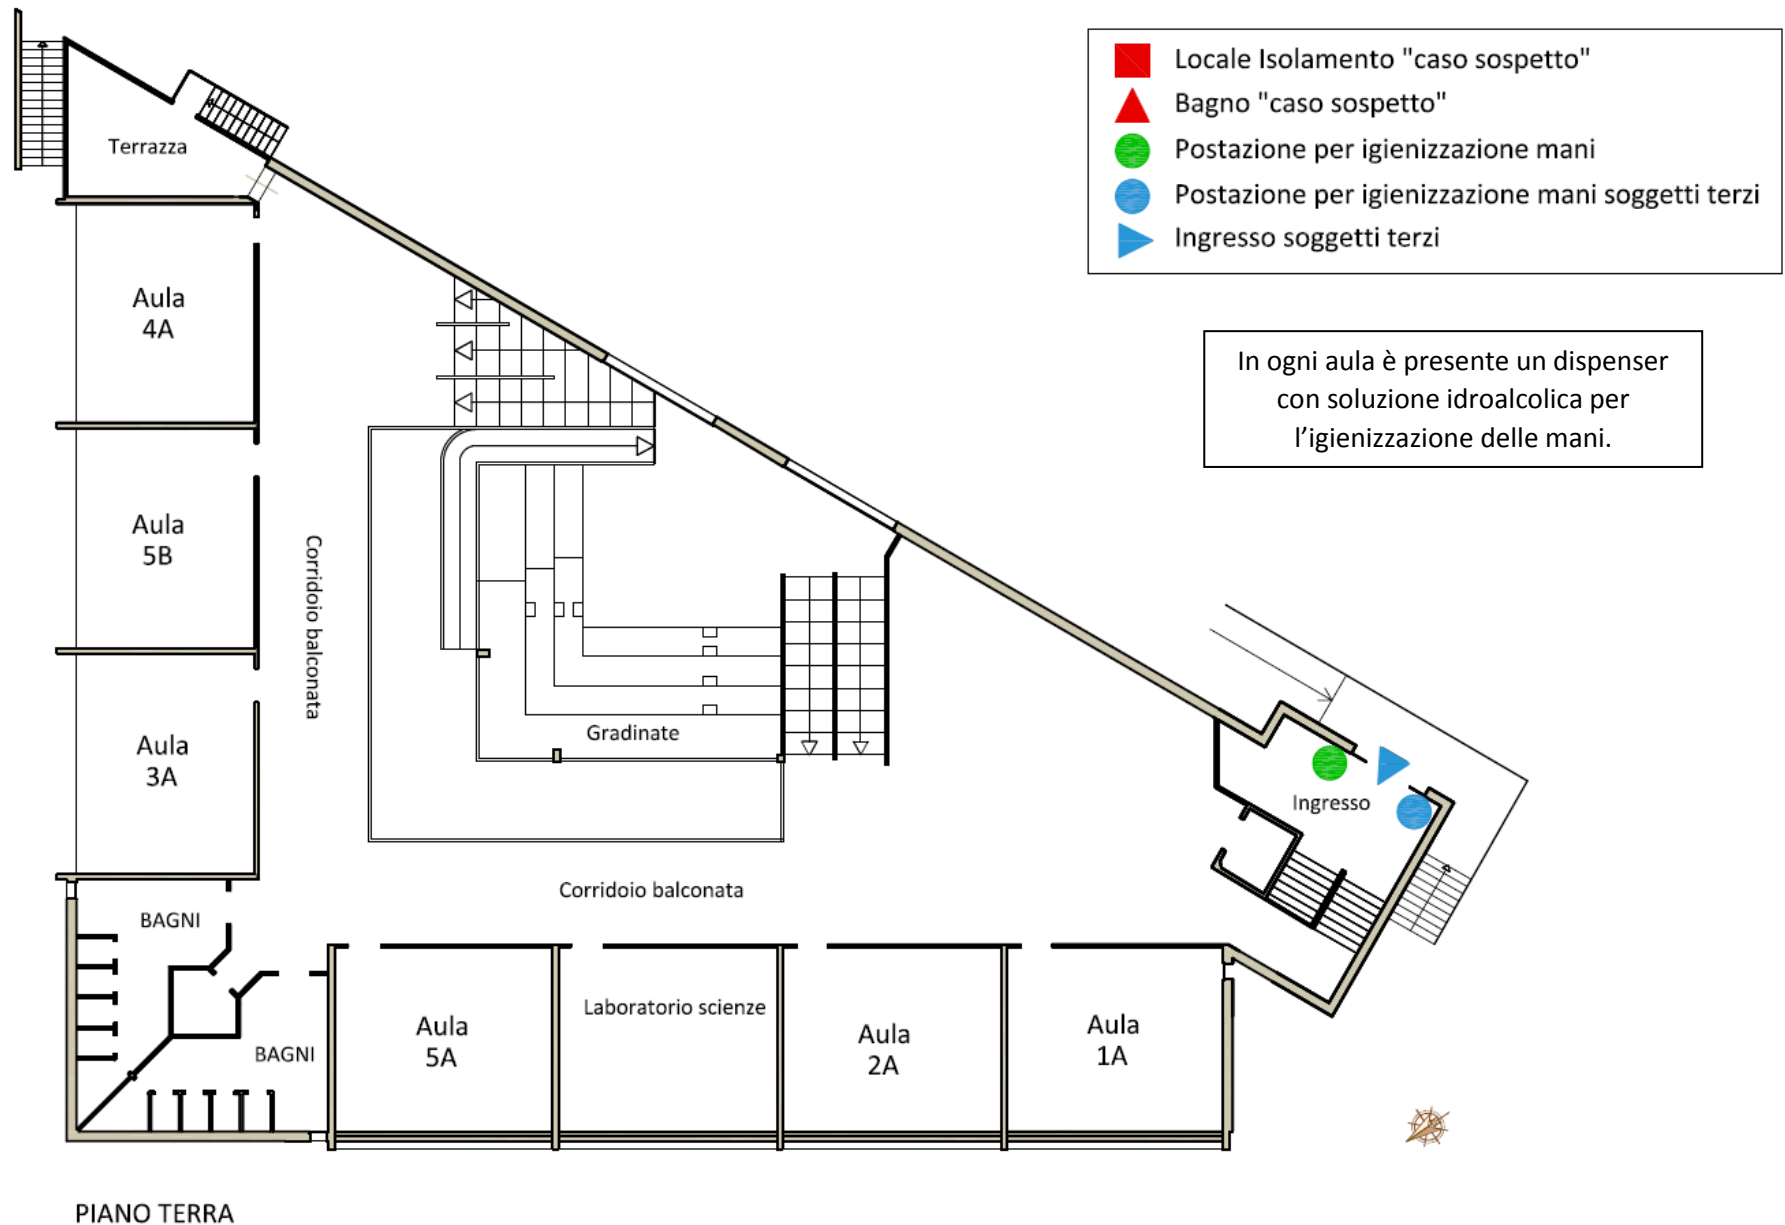 Locale Isolamento "caso sospetto"
Bagno "caso sospetto"
Postazione per igienizzazione mani
Postazione per igienizzazione mani soggetti terzi
Ingresso soggetti terzi
In ogni aula è presente un dispenser
con soluzione idroalcolica per
l’igienizzazione delle mani.
Terrazza
Aula
4A
Aula
5B
Corridoio balconata
Aula
3A
Gradinate
Ingresso
Corridoio balconata
BAGNI
BAGNI
Aula
5A
Laboratorio scienze
Aula
2A
Aula
1A
PIANO TERRA